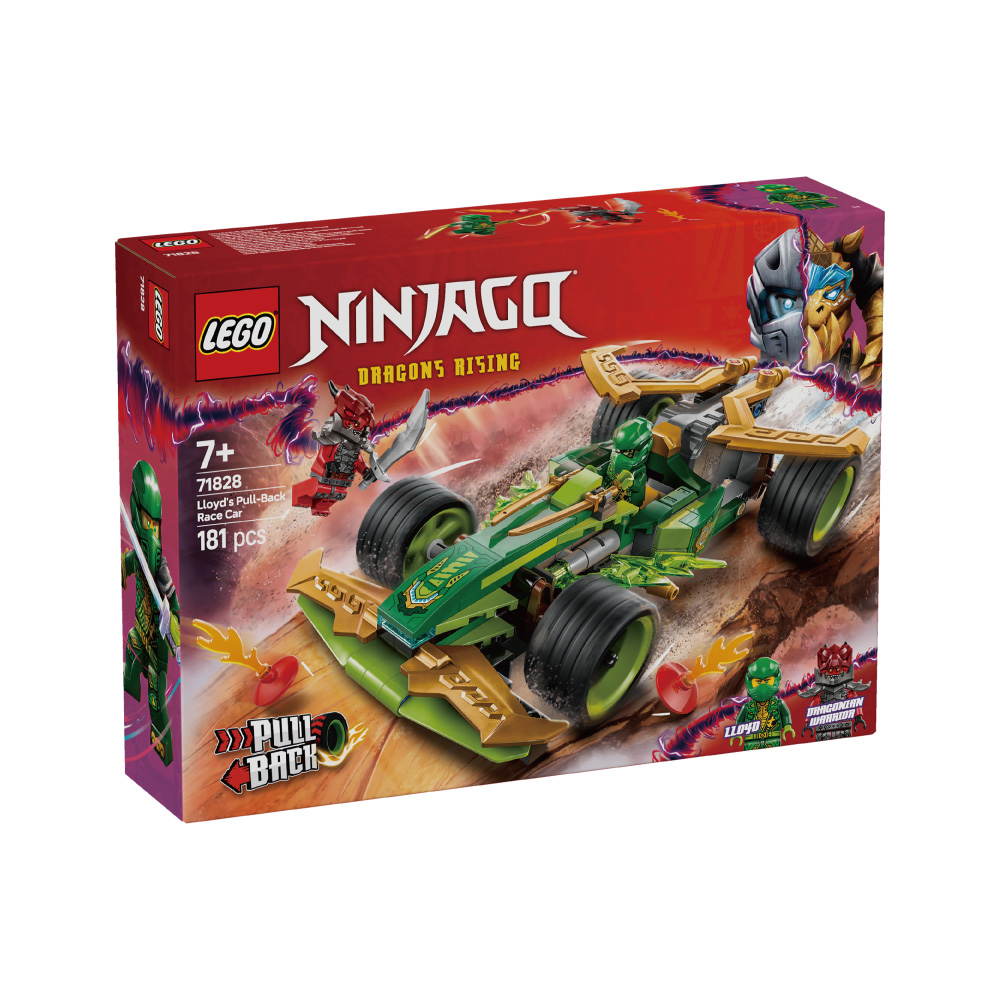 LEGO
71828
71828
LEGO
LEGO
NINJAGO®
DRAGONS RISING
7+
71828
Lloyd's Pull-Back
Race Car
181 pcs
PULL
BACK
LLOYD
DRAGONIAN
WARRIOR